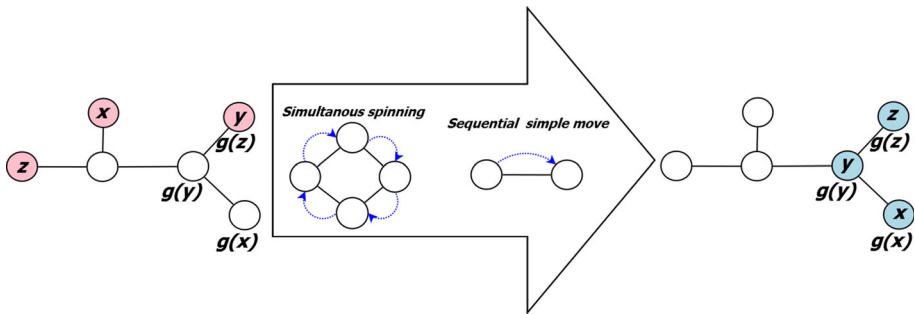 Simultanous spinning
Sequential simple move
x
y
g(z)
z
g(y)
g(x)
z
g(z)
y
g(y)
x
g(x)